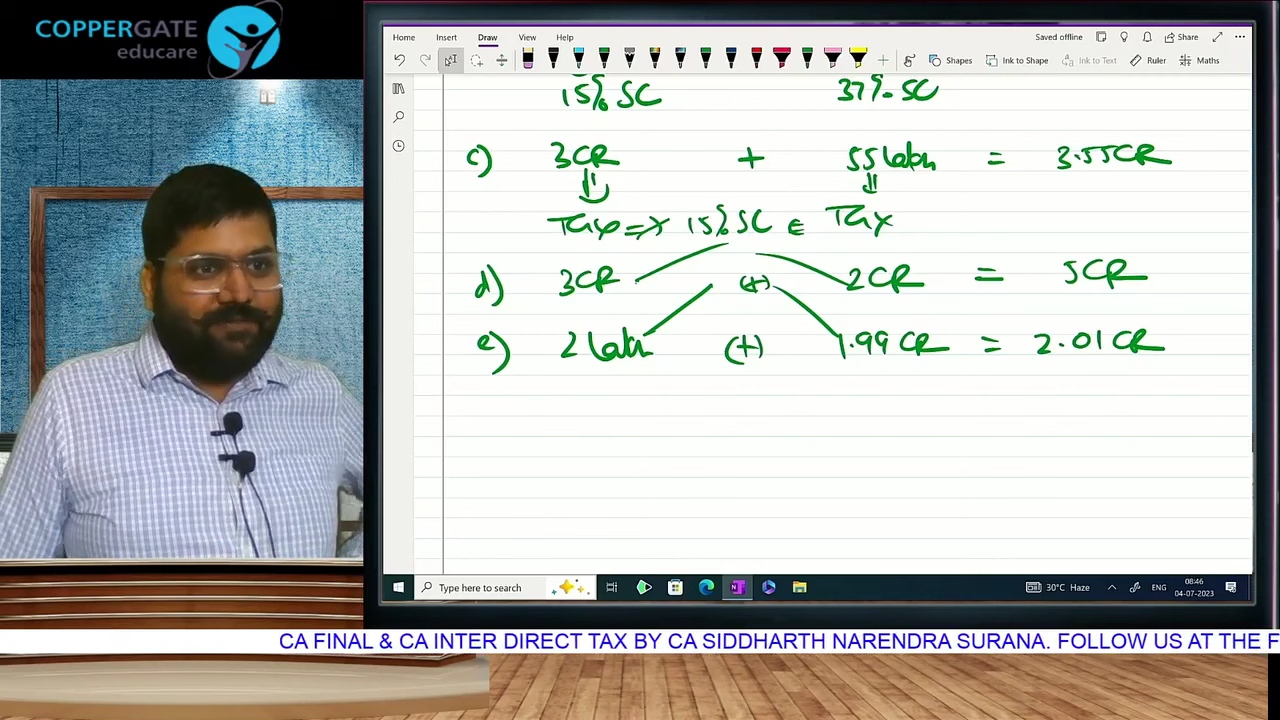 COPPERGATE
educare
Home Insert Draw View Help
Saved offline
Share
Shapes
Ink to Shape
Ink to Text
Ruler
Maths
15% SC 37% SC
c) 3CR + 55 lakh = 3.55CR
Tax => 15% SC ∈ Tax
d) 3CR (+) 2CR = 5CR
e) 2 lakh (+) 1.99 CR = 2.01 CR
Type here to search
30°C Haze
ENG
08:46
04-07-2023
CA FINAL & CA INTER DIRECT TAX BY CA SIDDHARTH NARENDRA SURANA. FOLLOW US AT THE F